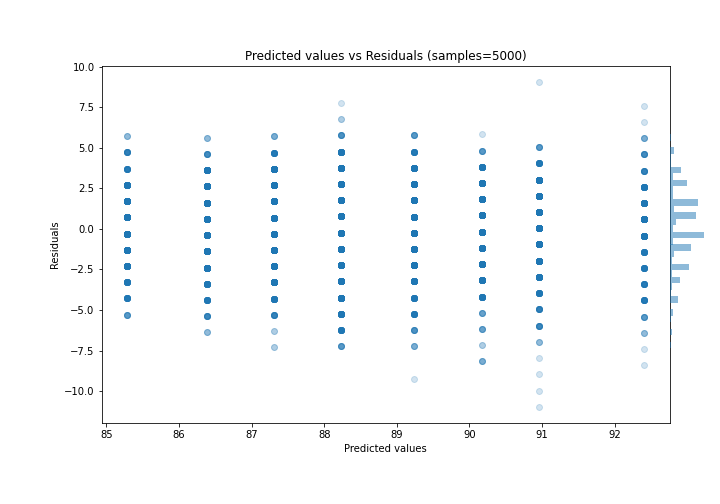 Predicted values vs Residuals (samples=5000)
10.0
7.5
5.0
2.5
0.0
−2.5
−5.0
−7.5
−10.0
Residuals
85 86 87 88 89 90 91 92
Predicted values